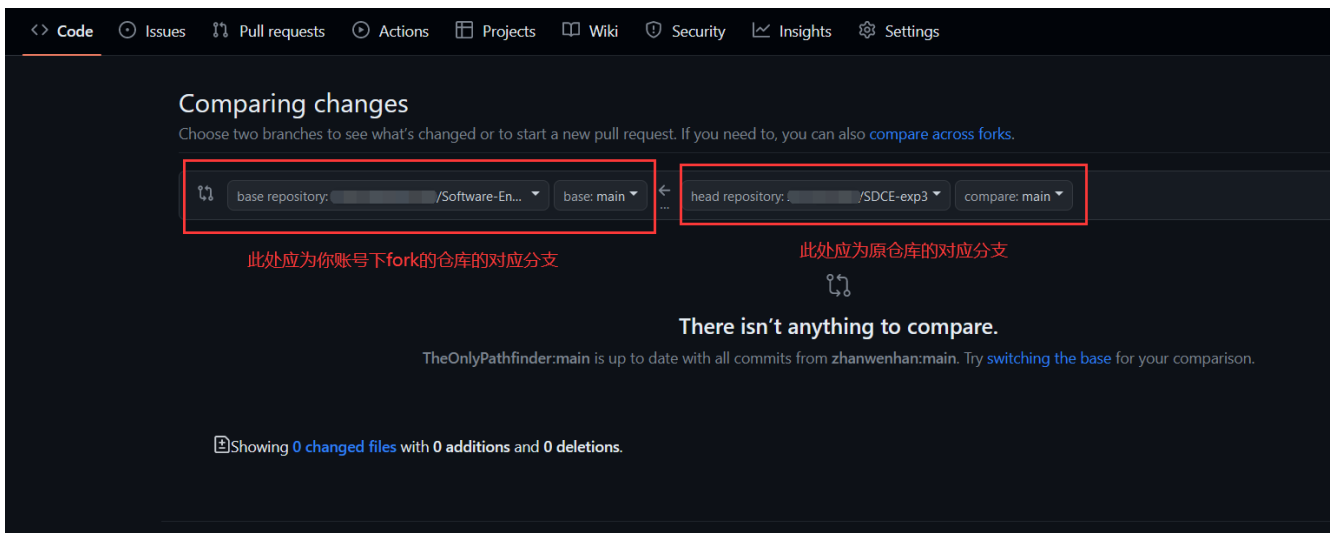 Code Issues Pull requests Actions Projects Wiki Security Insights Settings
Comparing changes
Choose two branches to see what's changed or to start a new pull request. If you need to, you can also compare across forks.
base repository: /Software-En... base: main head repository: /SDCE-exp3 compare: main
此处应为你账号下fork的仓库的对应分支
此处应为原仓库的对应分支
There isn't anything to compare.
TheOnlyPathfinder:main is up to date with all commits from zhanwenhan:main. Try switching the base for your comparison.
Showing 0 changed files with 0 additions and 0 deletions.